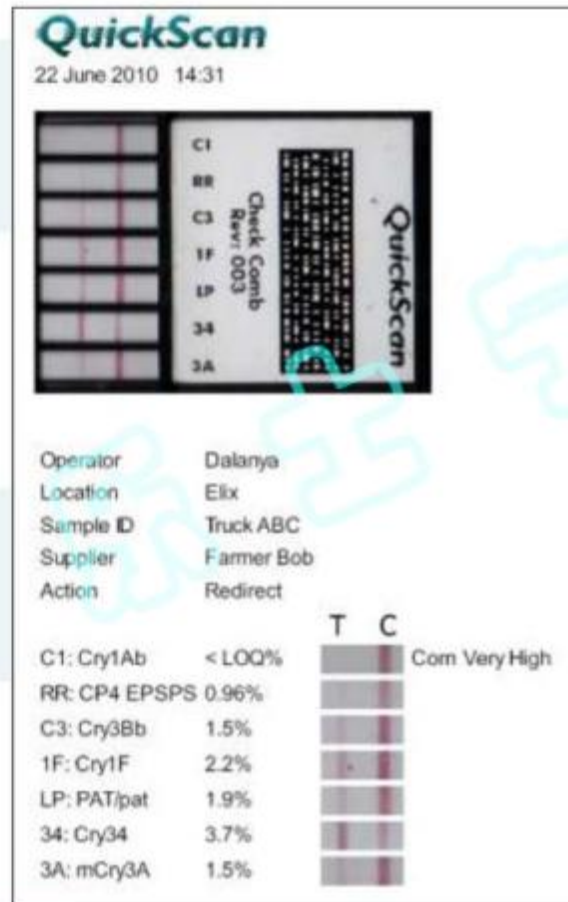 QuickScan
22 June 2010 14:31
C1
RR
C3
1F
LP
34
3A
Check Comb
Rev: 003
QuickScan
Operator Dalanya
Location Elix
Sample ID Truck ABC
Supplier Farmer Bob
Action Redirect
T C
C1: Cry1Ab < LOQ% Corn Very High
RR: CP4 EPSPS 0.96%
C3: Cry3Bb 1.5%
1F: Cry1F 2.2%
LP: PAT/pat 1.9%
34: Cry34 3.7%
3A: mCry3A 1.5%